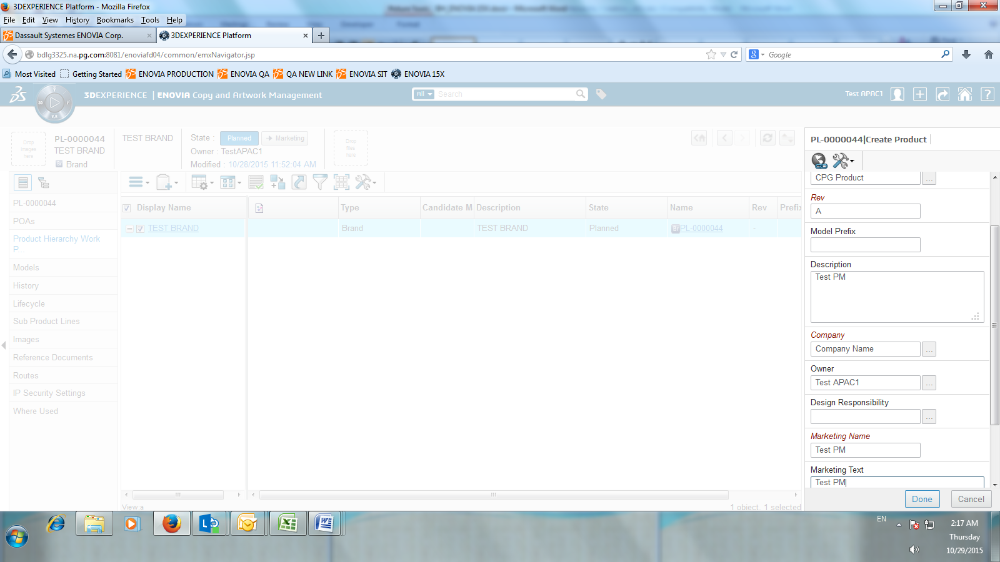 3DEXPERIENCE Platform - Mozilla Firefox
File Edit View History Bookmarks Tools Help
Dassault Systemes ENOVIA Corp. × 3DEXPERIENCE Platform × +
bdlg3325.na.pg.com:8081/enoviafd04/common/emxNavigator.jsp Google
Most Visited Getting Started ENOVIA PRODUCTION ENOVIA QA QA NEW LINK ENOVIA SIT ENOVIA 15X
3DEXPERIENCE | ENOVIA Copy and Artwork Management All Search Test APAC1
3D V.R
Drop images here
PL-0000044
TEST BRAND
Brand
TEST BRAND
State : Planned Marketing
Owner : TestAPAC1
Modified : 10/28/2015 11:52:04 AM
Drop files here
PL-0000044
POAs
Product Hierarchy Work
P...
Models
History
Lifecycle
Sub Product Lines
Images
Reference Documents
Routes
IP Security Settings
Where Used
Display Name Type Candidate M Description State Name Rev Prefix
TEST BRAND Brand TEST BRAND Planned PL-0000044 -
View:a 1 object, 1 selected
PL-0000044|Create Product
CPG Product ...
Rev
A
Model Prefix
Description
Test PM
Company
Company Name ...
Owner
Test APAC1 ...
Design Responsibility
...
Marketing Name
Test PM
Marketing Text
Test PM
Done Cancel
EN
2:17 AM
Thursday
10/29/2015